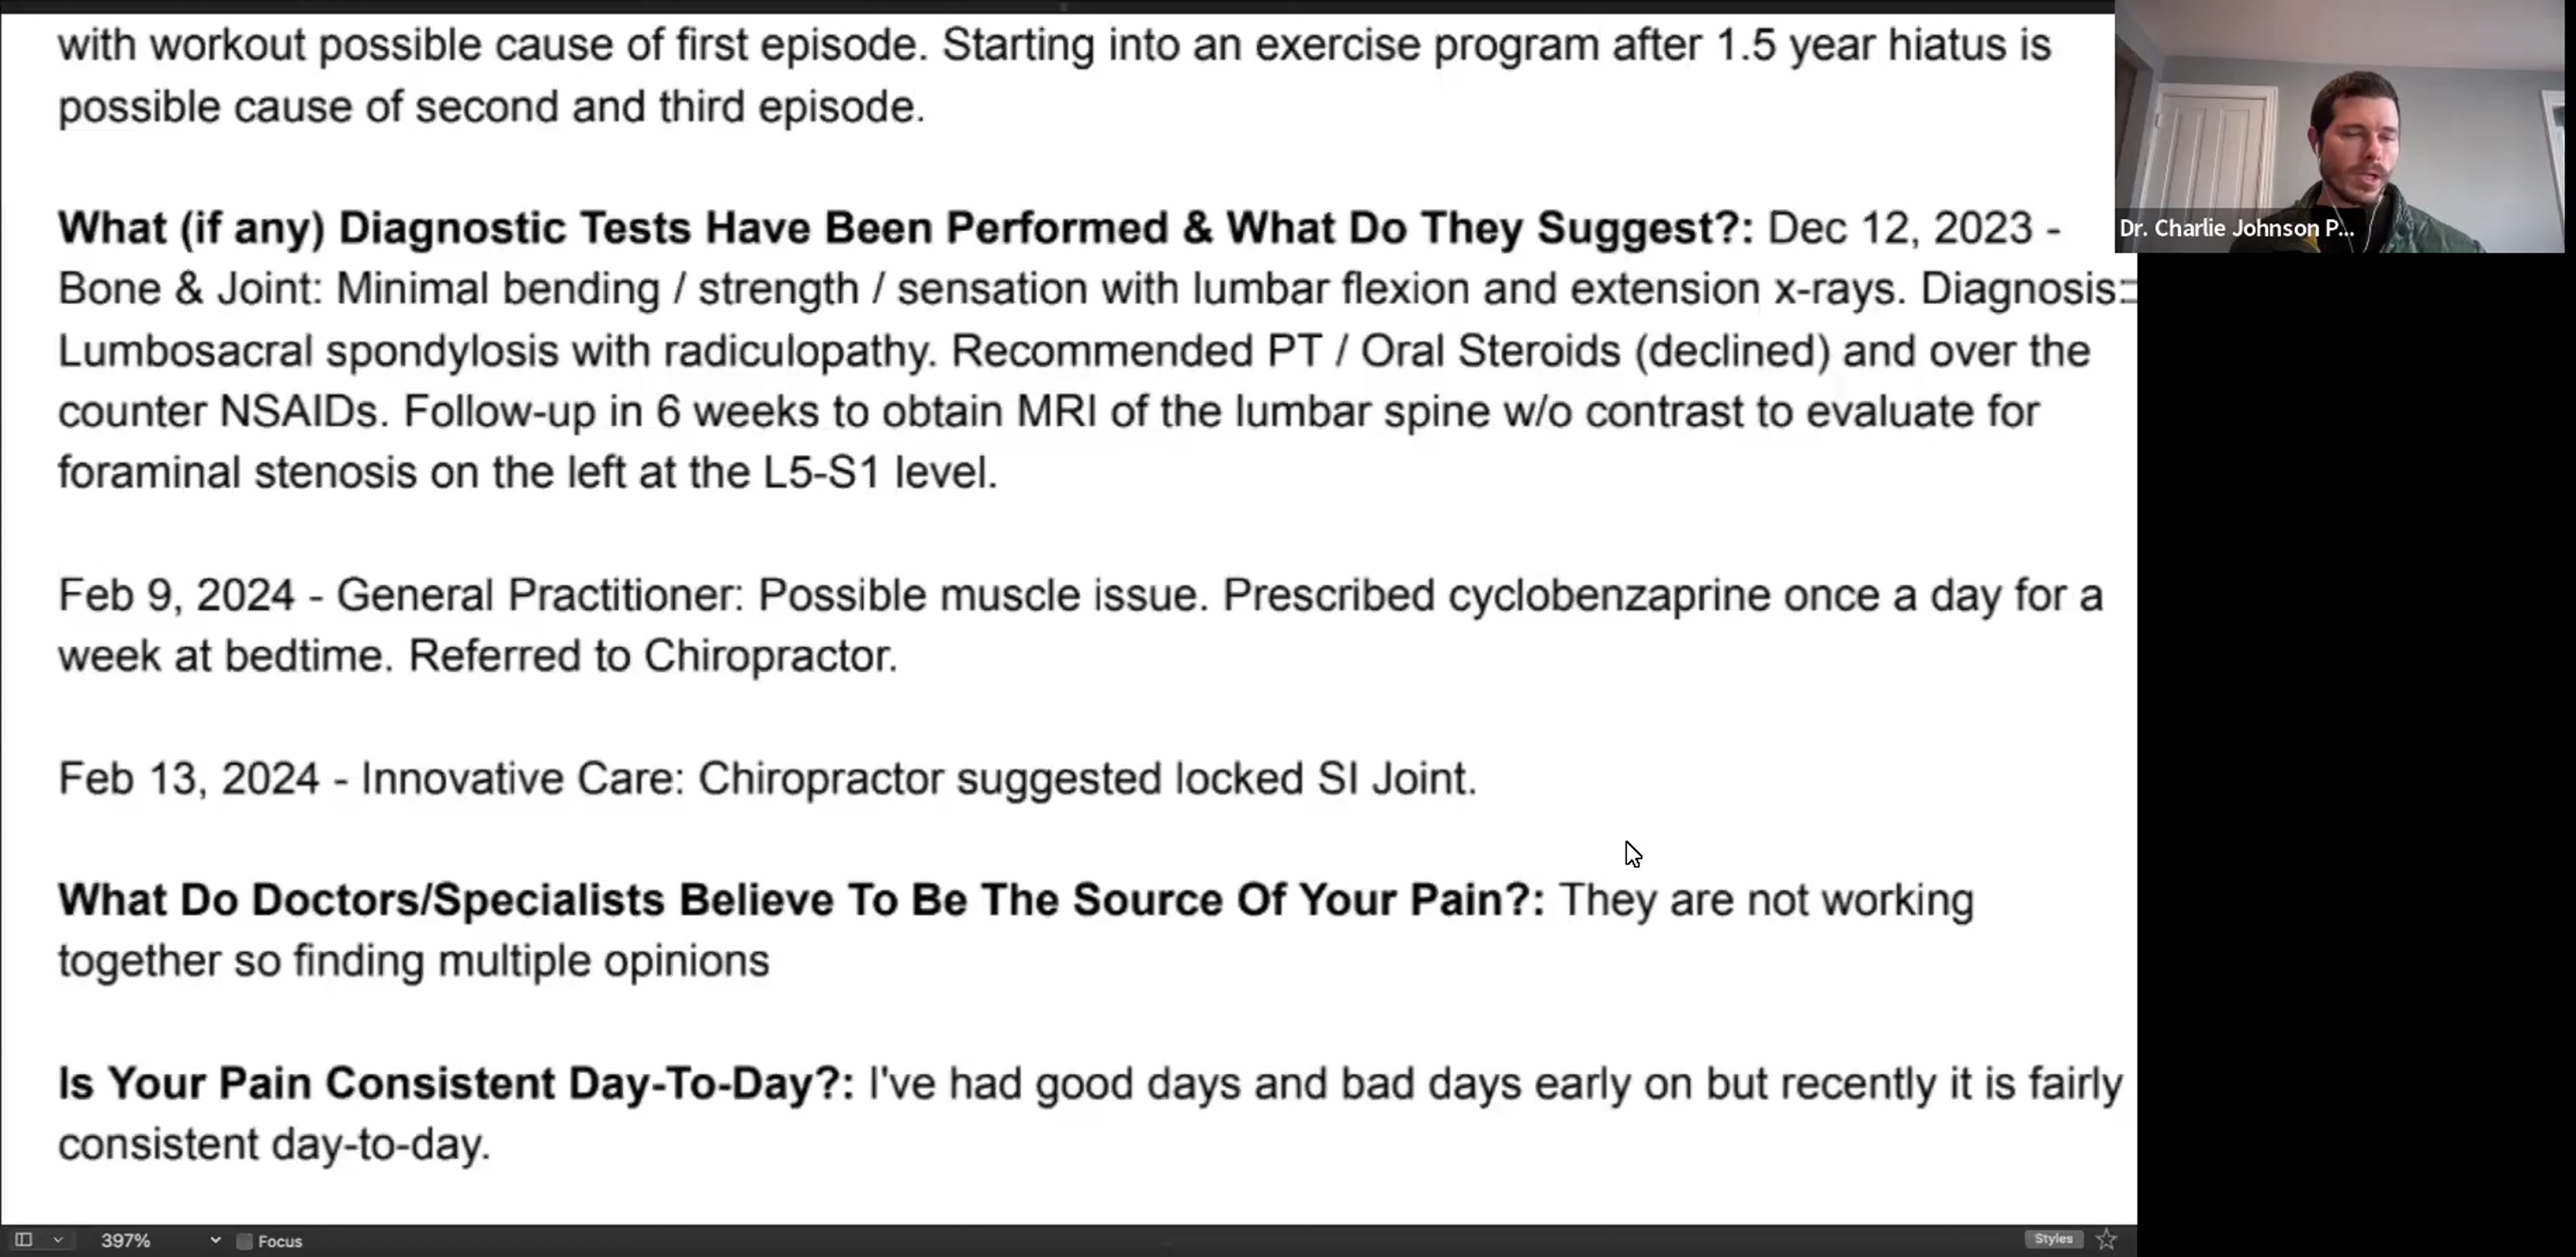 with workout possible cause of first episode. Starting into an exercise program after 1.5 year hiatus is
possible cause of second and third episode.
What (if any) Diagnostic Tests Have Been Performed & What Do They Suggest?: Dec 12, 2023 -
Bone & Joint: Minimal bending / strength / sensation with lumbar flexion and extension x-rays. Diagnosis:
Lumbosacral spondylosis with radiculopathy. Recommended PT / Oral Steroids (declined) and over the
counter NSAIDs. Follow-up in 6 weeks to obtain MRI of the lumbar spine w/o contrast to evaluate for
foraminal stenosis on the left at the L5-S1 level.
Feb 9, 2024 - General Practitioner: Possible muscle issue. Prescribed cyclobenzaprine once a day for a
week at bedtime. Referred to Chiropractor.
Feb 13, 2024 - Innovative Care: Chiropractor suggested locked SI Joint.
What Do Doctors/Specialists Believe To Be The Source Of Your Pain?: They are not working
together so finding multiple opinions
Is Your Pain Consistent Day-To-Day?: I've had good days and bad days early on but recently it is fairly
consistent day-to-day.
Dr. Charlie Johnson P...
397%
Focus
Styles